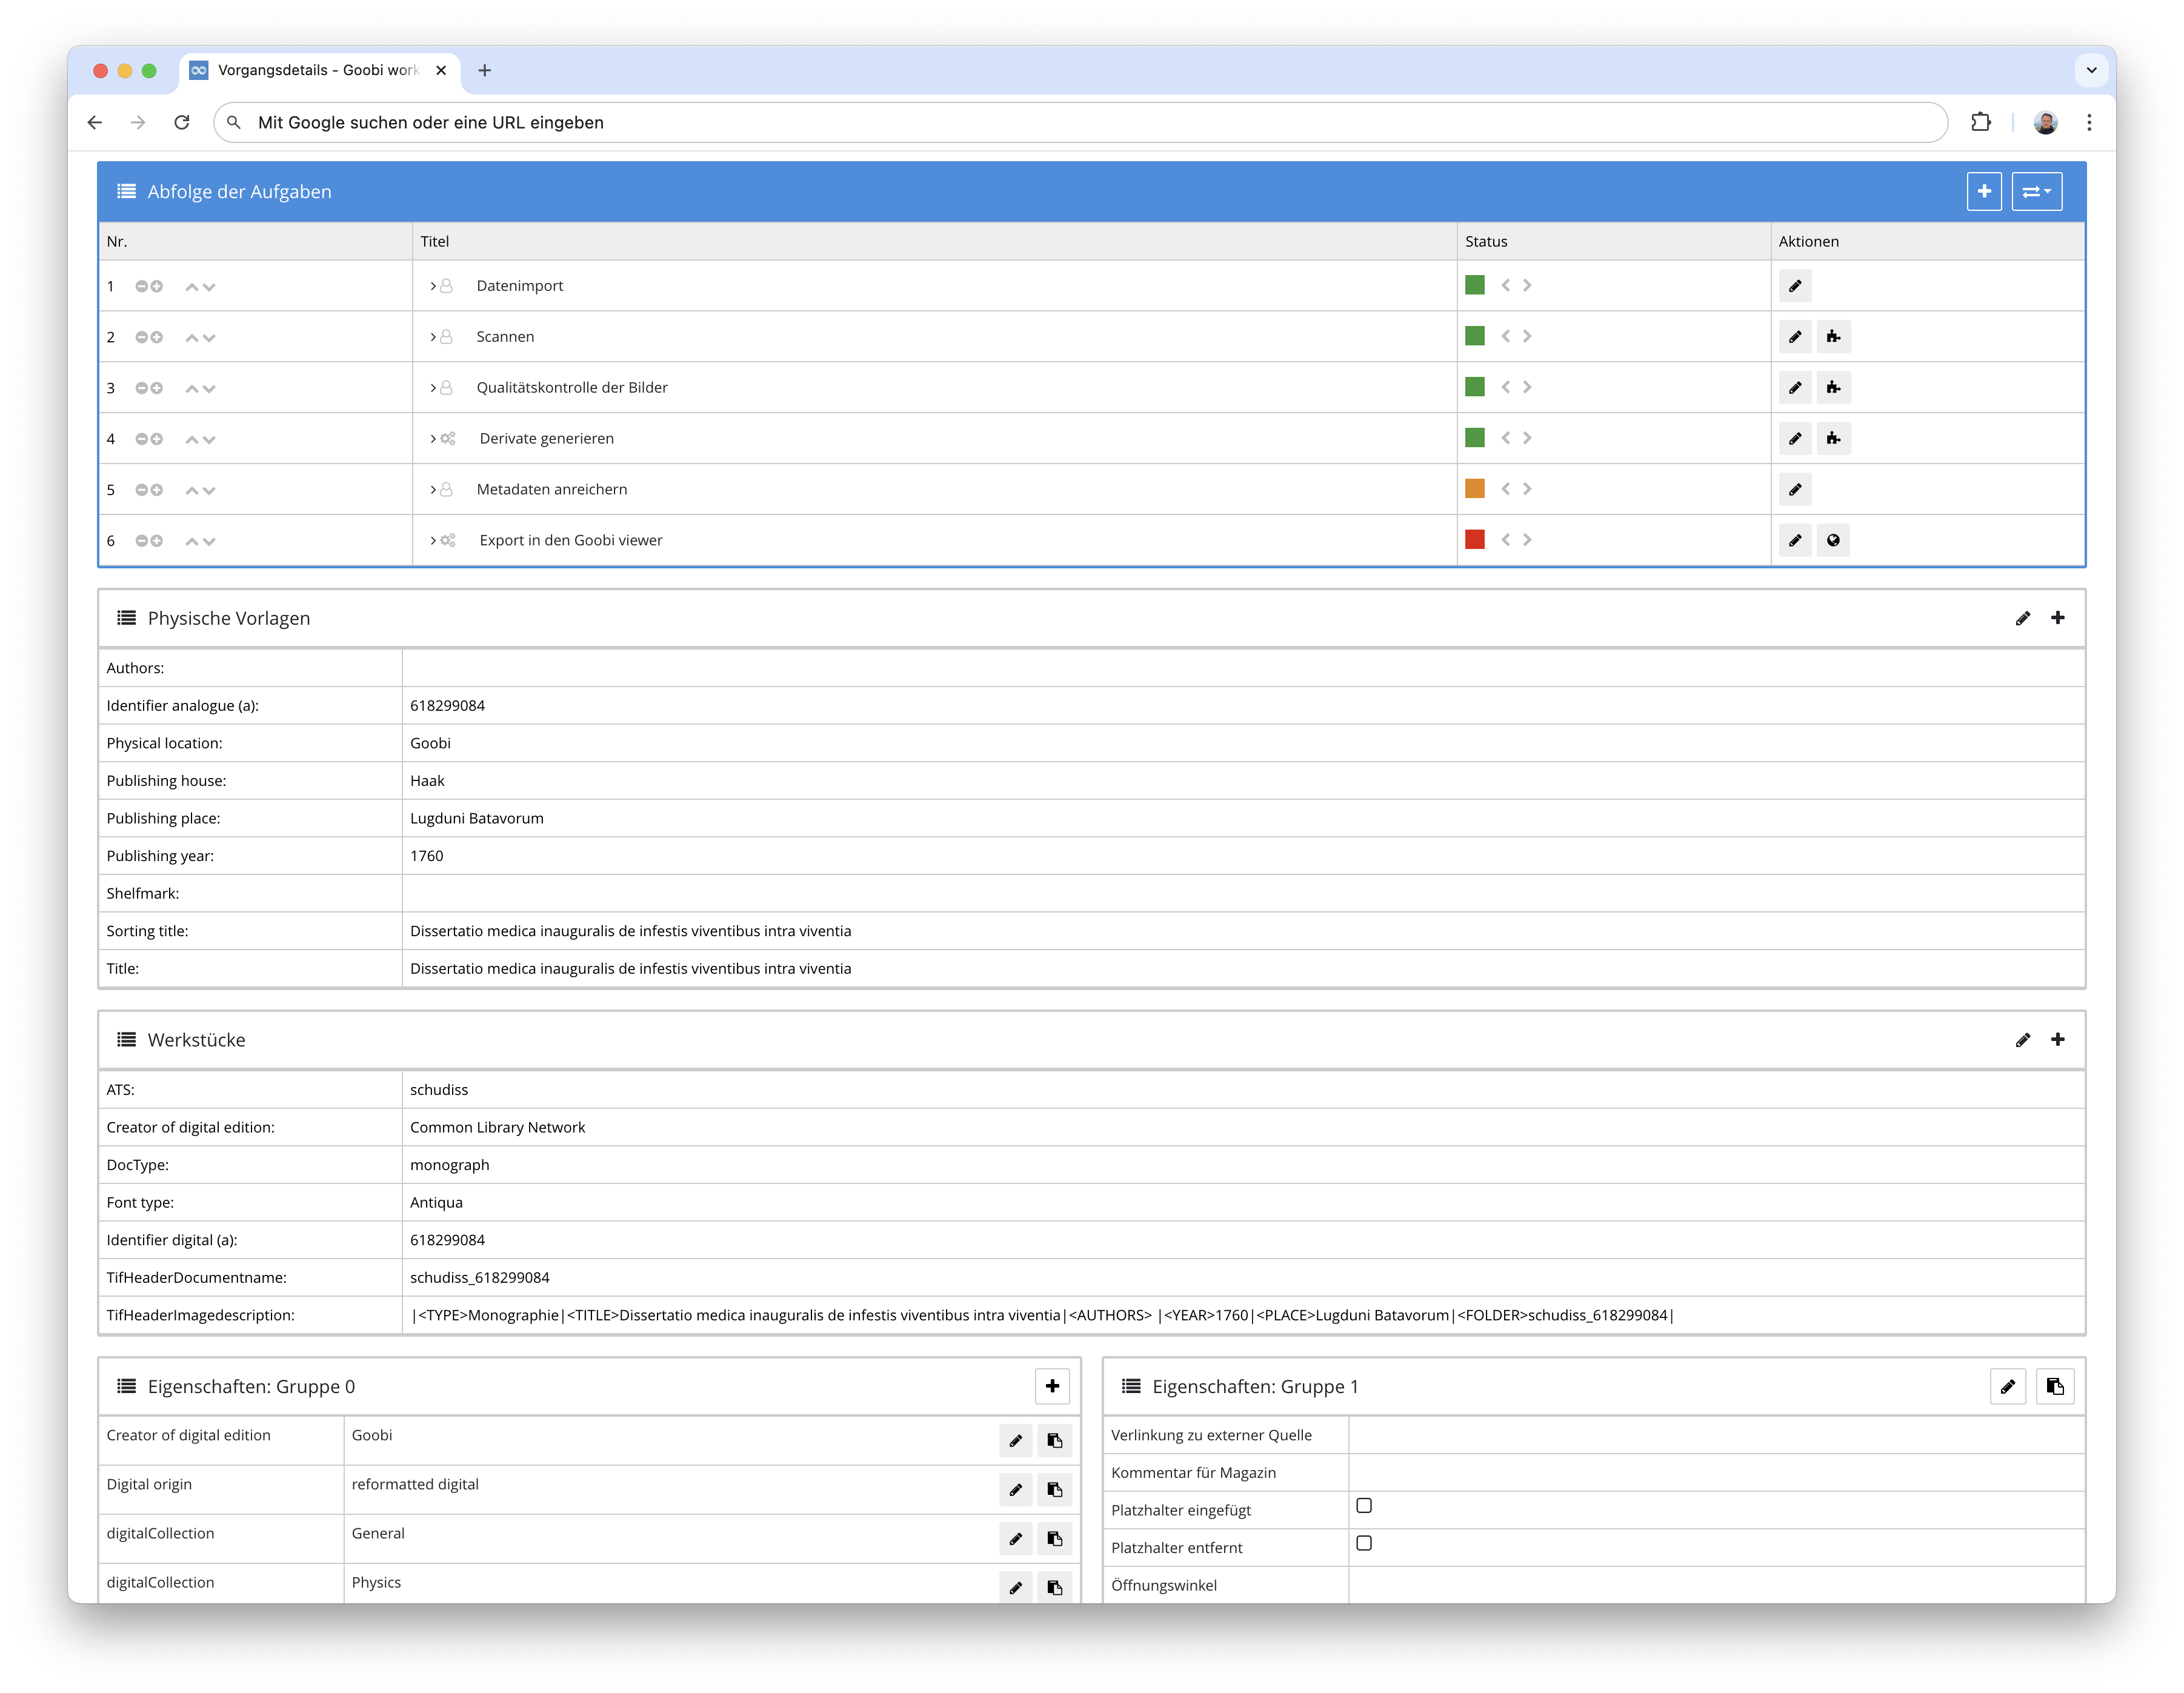 Vorgangsdetails - Goobi work
Mit Google suchen oder eine URL eingeben
Abfolge der Aufgaben
Nr. Titel Status Aktionen
1 Datenimport
2 Scannen
3 Qualitätskontrolle der Bilder
4 Derivate generieren
5 Metadaten anreichern
6 Export in den Goobi viewer
Physische Vorlagen
Authors:
Identifier analogue (a): 618299084
Physical location: Goobi
Publishing house: Haak
Publishing place: Lugduni Batavorum
Publishing year: 1760
Shelfmark:
Sorting title: Dissertatio medica inauguralis de infestis viventibus intra viventia
Title: Dissertatio medica inauguralis de infestis viventibus intra viventia
Werkstücke
ATS: schudiss
Creator of digital edition: Common Library Network
DocType: monograph
Font type: Antiqua
Identifier digital (a): 618299084
TifHeaderDocumentname: schudiss_618299084
TifHeaderImagedescription: |<TYPE>Monographie|<TITLE>Dissertatio medica inauguralis de infestis viventibus intra viventia|<AUTHORS> |<YEAR>1760|<PLACE>Lugduni Batavorum|<FOLDER>schudiss_618299084|
Eigenschaften: Gruppe 0
Creator of digital edition Goobi
Digital origin reformatted digital
digitalCollection General
digitalCollection Physics
Eigenschaften: Gruppe 1
Verlinkung zu externer Quelle
Kommentar für Magazin
Platzhalter eingefügt
Platzhalter entfernt
Öffnungswinkel